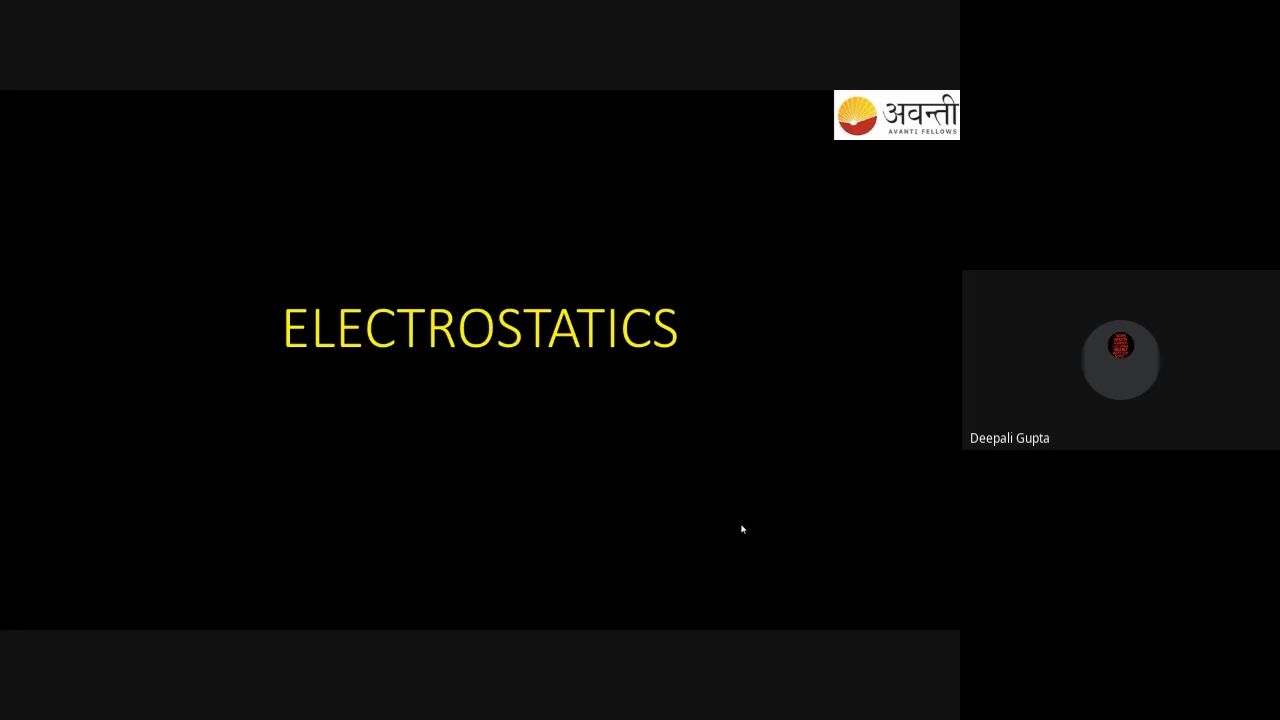 अवन्ती
AVANTI FELLOWS
ELECTROSTATICS
Deepali Gupta